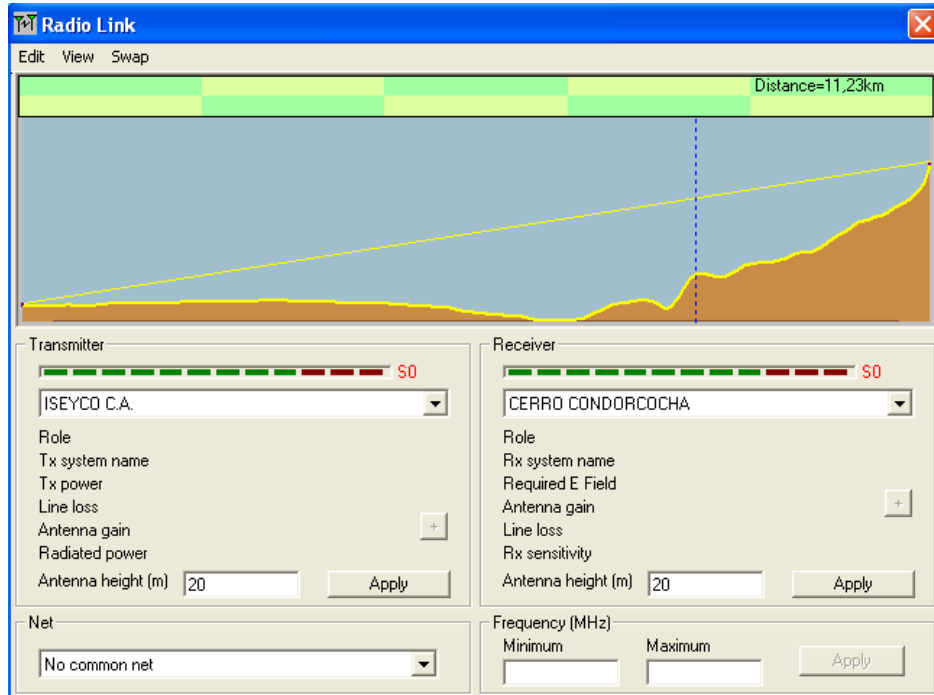 Radio Link
Edit View Swap
Distance=11,23km
Transmitter
S0
ISEYCO C.A.
Role
Tx system name
Tx power
Line loss
Antenna gain
+
Radiated power
Antenna height (m) 20 Apply
Receiver
S0
CERRO CONDORCOCHA
Role
Rx system name
Required E Field
Antenna gain
+
Line loss
Rx sensitivity
Antenna height (m) 20 Apply
Net
No common net
Frequency (MHz)
Minimum Maximum
Apply